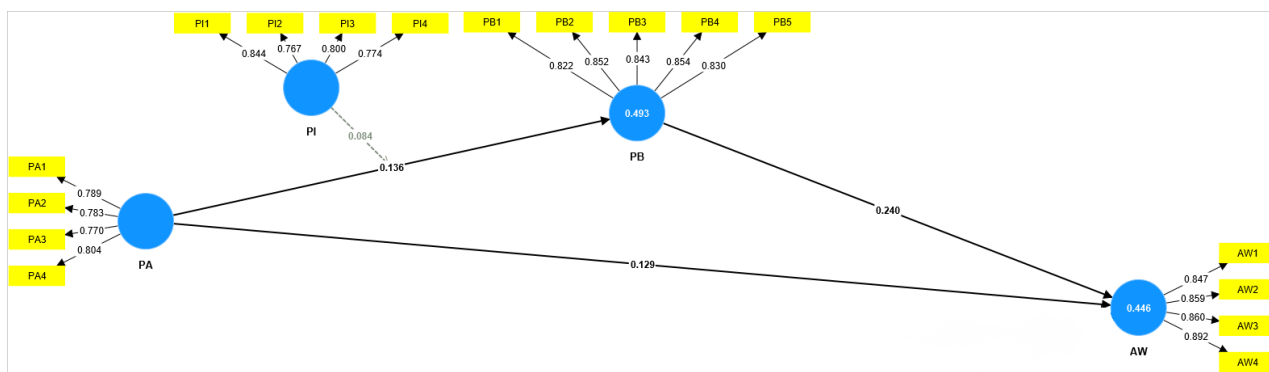 PI1 PI2 PI3 PI4 PB1 PB2 PB3 PB4 PB5
0.844 0.767 0.800 0.774 0.822 0.852 0.843 0.854 0.830
0.493
PI
PB
0.084
0.136
PA1
PA2
PA3
PA4
0.789
0.783
0.770
0.804
PA
0.240
0.129
0.446
AW
0.847
0.859
0.860
0.892
AW1
AW2
AW3
AW4